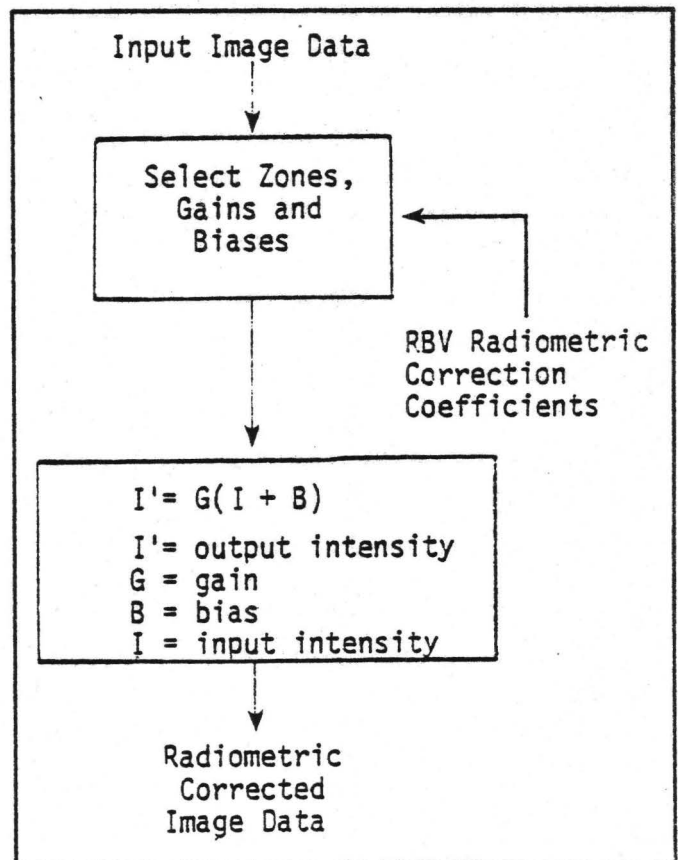 Input Image Data
Select Zones,
Gains and
Biases
RBV Radiometric
Correction
Coefficients
I'= G(I + B)
I'= output intensity
G = gain
B = bias
I = input intensity
Radiometric
Corrected
Image Data